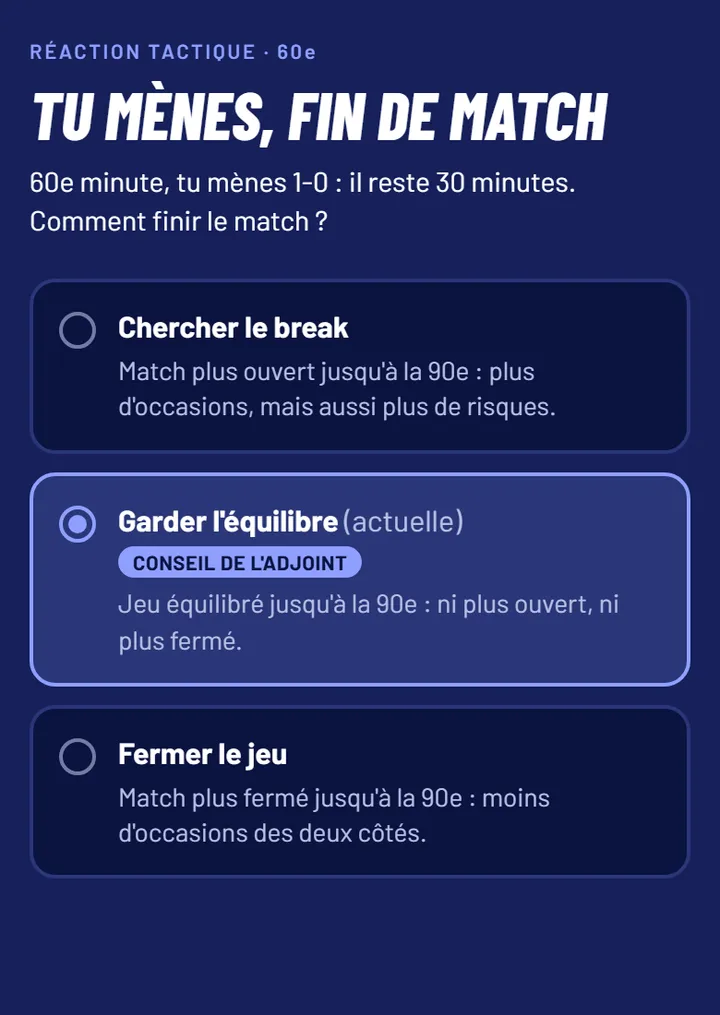 RÉACTION TACTIQUE · 60e
TU MÈNES, FIN DE MATCH
60e minute, tu mènes 1-0 : il reste 30 minutes.
Comment finir le match ?
Chercher le break
Match plus ouvert jusqu'à la 90e : plus
d'occasions, mais aussi plus de risques.
Garder l'équilibre (actuelle)
CONSEIL DE L'ADJOINT
Jeu équilibré jusqu'à la 90e : ni plus ouvert, ni
plus fermé.
Fermer le jeu
Match plus fermé jusqu'à la 90e : moins
d'occasions des deux côtés.